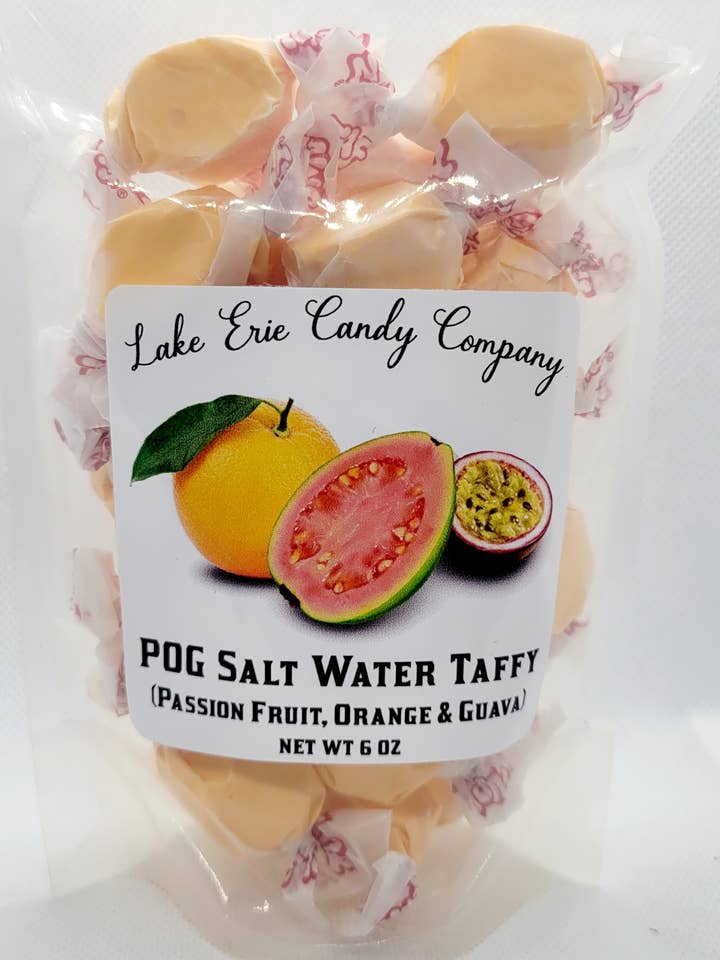 Lake Erie Candy Company
POG SALT WATER TAFFY
(PASSION FRUIT, ORANGE & GUAVA)
NET WT 6 OZ